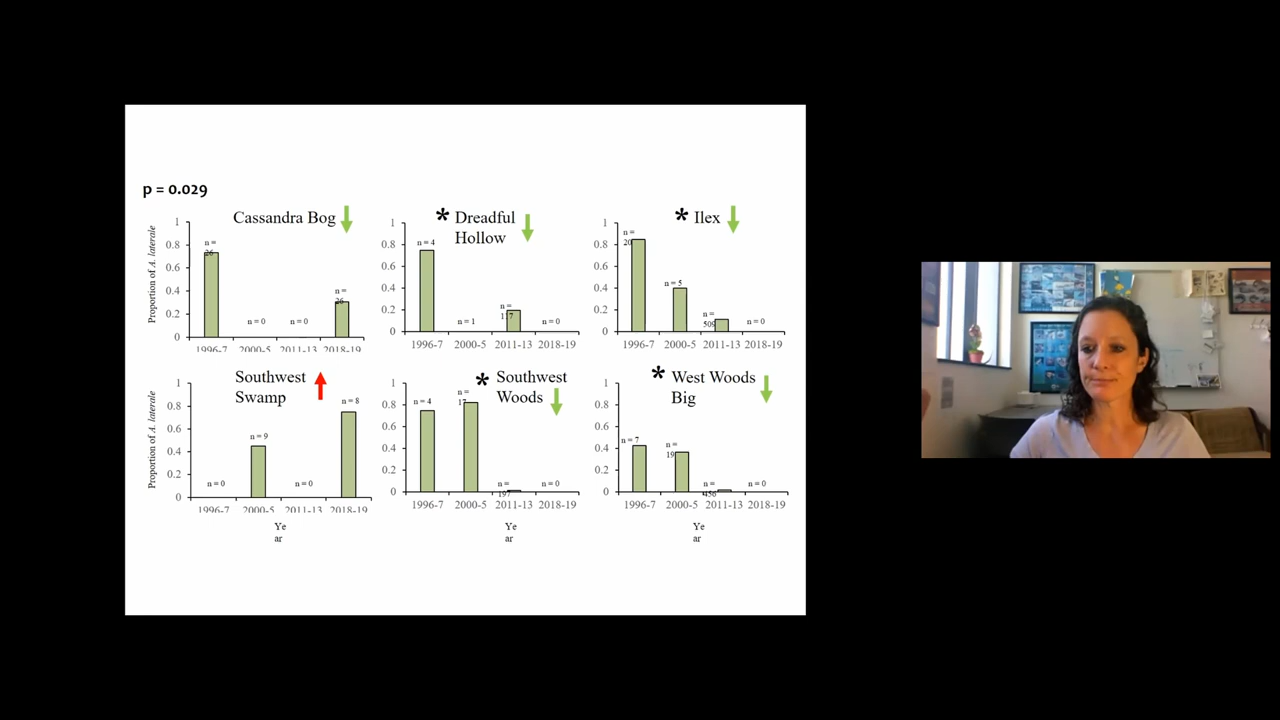 p = 0.029
Cassandra Bog
Proportion of A. laterale
1
0.8
0.6
0.4
0.2
0
n =
26
n = 0
n = 0
n =
26
1996-7 2000-5 2011-13 2018-19
* Dreadful
Hollow
1
0.8
0.6
0.4
0.2
0
n = 4
n = 1
n =
117
n = 0
1996-7 2000-5 2011-13 2018-19
* Ilex
1
0.8
0.6
0.4
0.2
0
n =
20
n = 5
n =
509
n = 0
1996-7 2000-5 2011-13 2018-19
Southwest
Swamp
Proportion of A. laterale
1
0.8
0.6
0.4
0.2
0
n = 0
n = 9
n = 0
n = 8
1996-7 2000-5 2011-13 2018-19
Ye
ar
* Southwest
Woods
1
0.8
0.6
0.4
0.2
0
n = 4
n =
17
n =
197
n = 0
1996-7 2000-5 2011-13 2018-19
Ye
ar
* West Woods
Big
1
0.8
0.6
0.4
0.2
0
n = 7
n =
19
n =
456
n = 0
1996-7 2000-5 2011-13 2018-19
Ye
ar